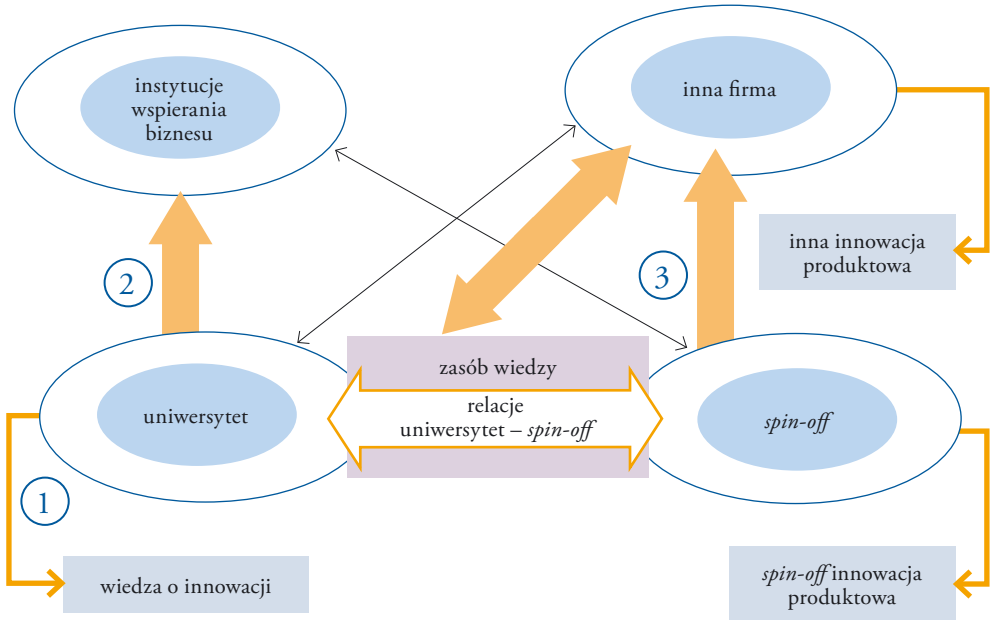 instytucje
wspierania
biznesu
inna firma
inna innowacja
produktowa
2
3
zasób wiedzy
relacje
uniwersytet – spin-off
uniwersytet
spin-off
1
wiedza o innowacji
spin-off innowacja
produktowa